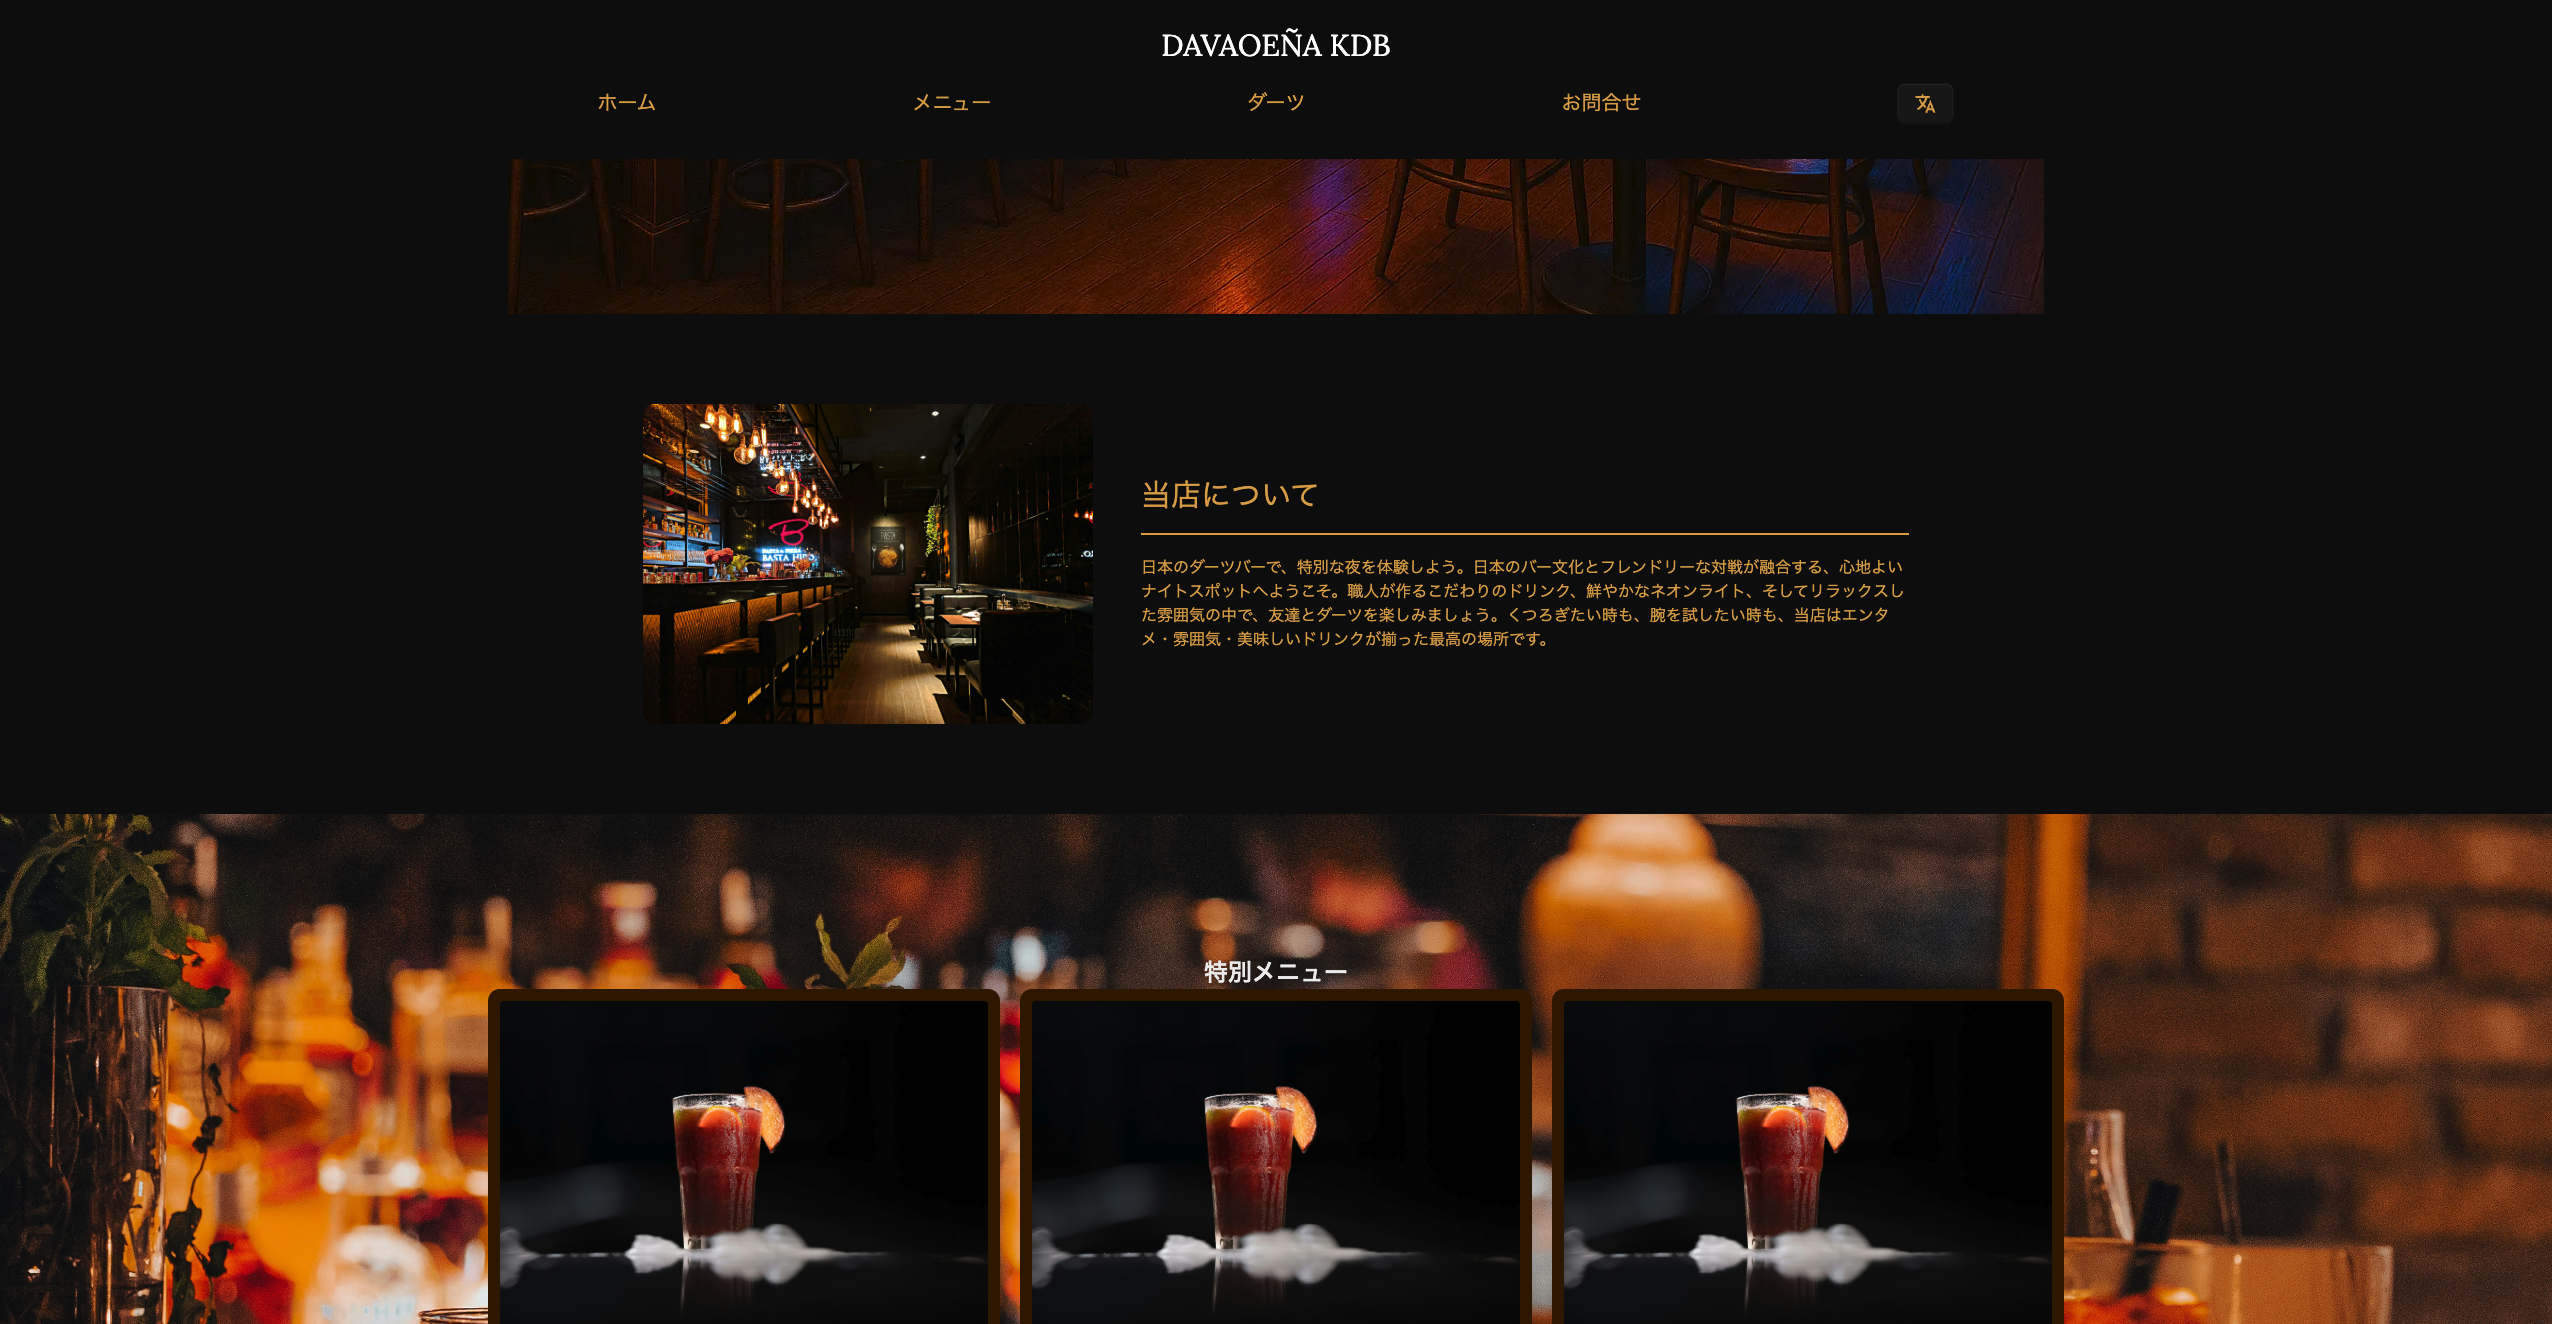 DAVAOEÑA KDB
ホーム
メニュー
ダーツ
お問合せ
当店について
日本のダーツバーで、特別な夜を体験しよう。日本のバー文化とフレンドリーな対戦が融合する、心地よい
ナイトスポットへようこそ。職人が作るこだわりのドリンク、鮮やかなネオンライト、そしてリラックスし
た雰囲気の中で、友達とダーツを楽しみましょう。くつろぎたい時も、腕を試したい時も、当店はエンタ
メ・雰囲気・美味しいドリンクが揃った最高の場所です。
B
PASTA
特別メニュー